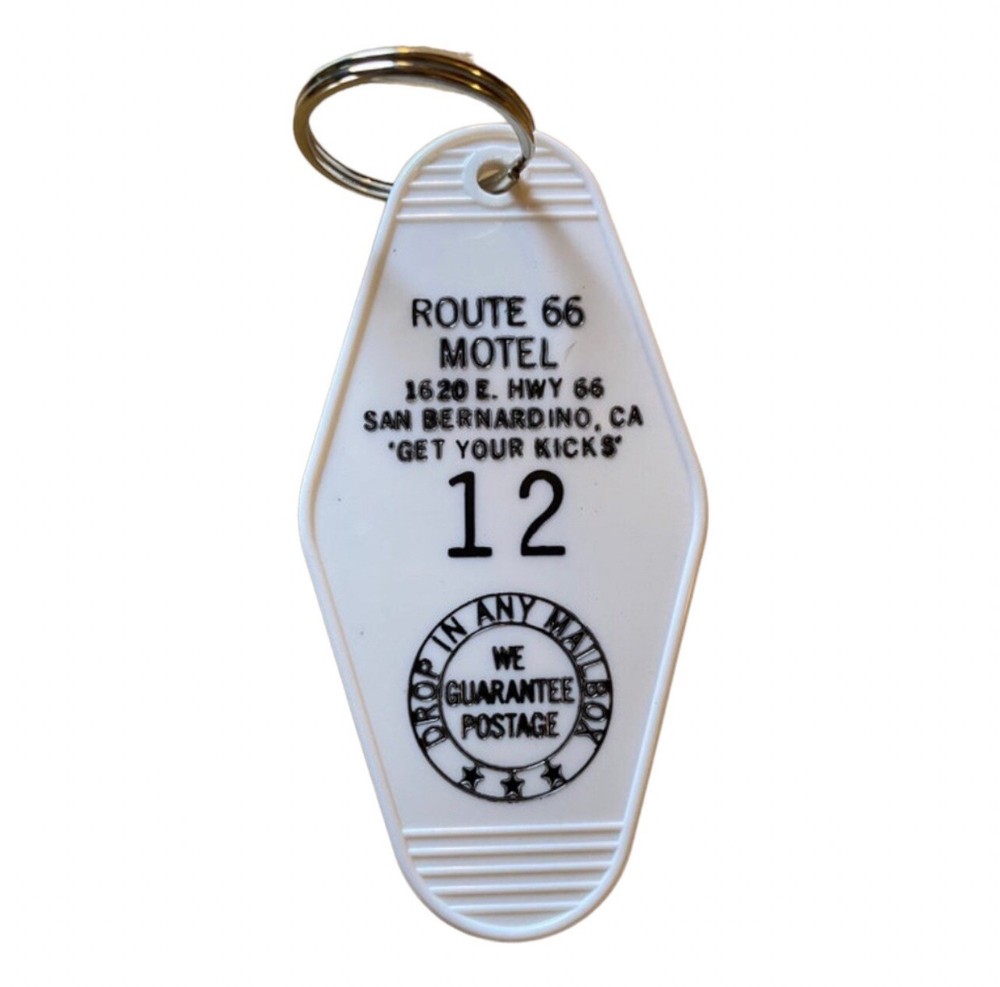 ROUTE 66
MOTEL
1620 E. HWY 66
SAN BERNARDINO, CA
"GET YOUR KICKS"
12
DROP IN ANY MAILBOX
WE
GUARANTEE
POSTAGE